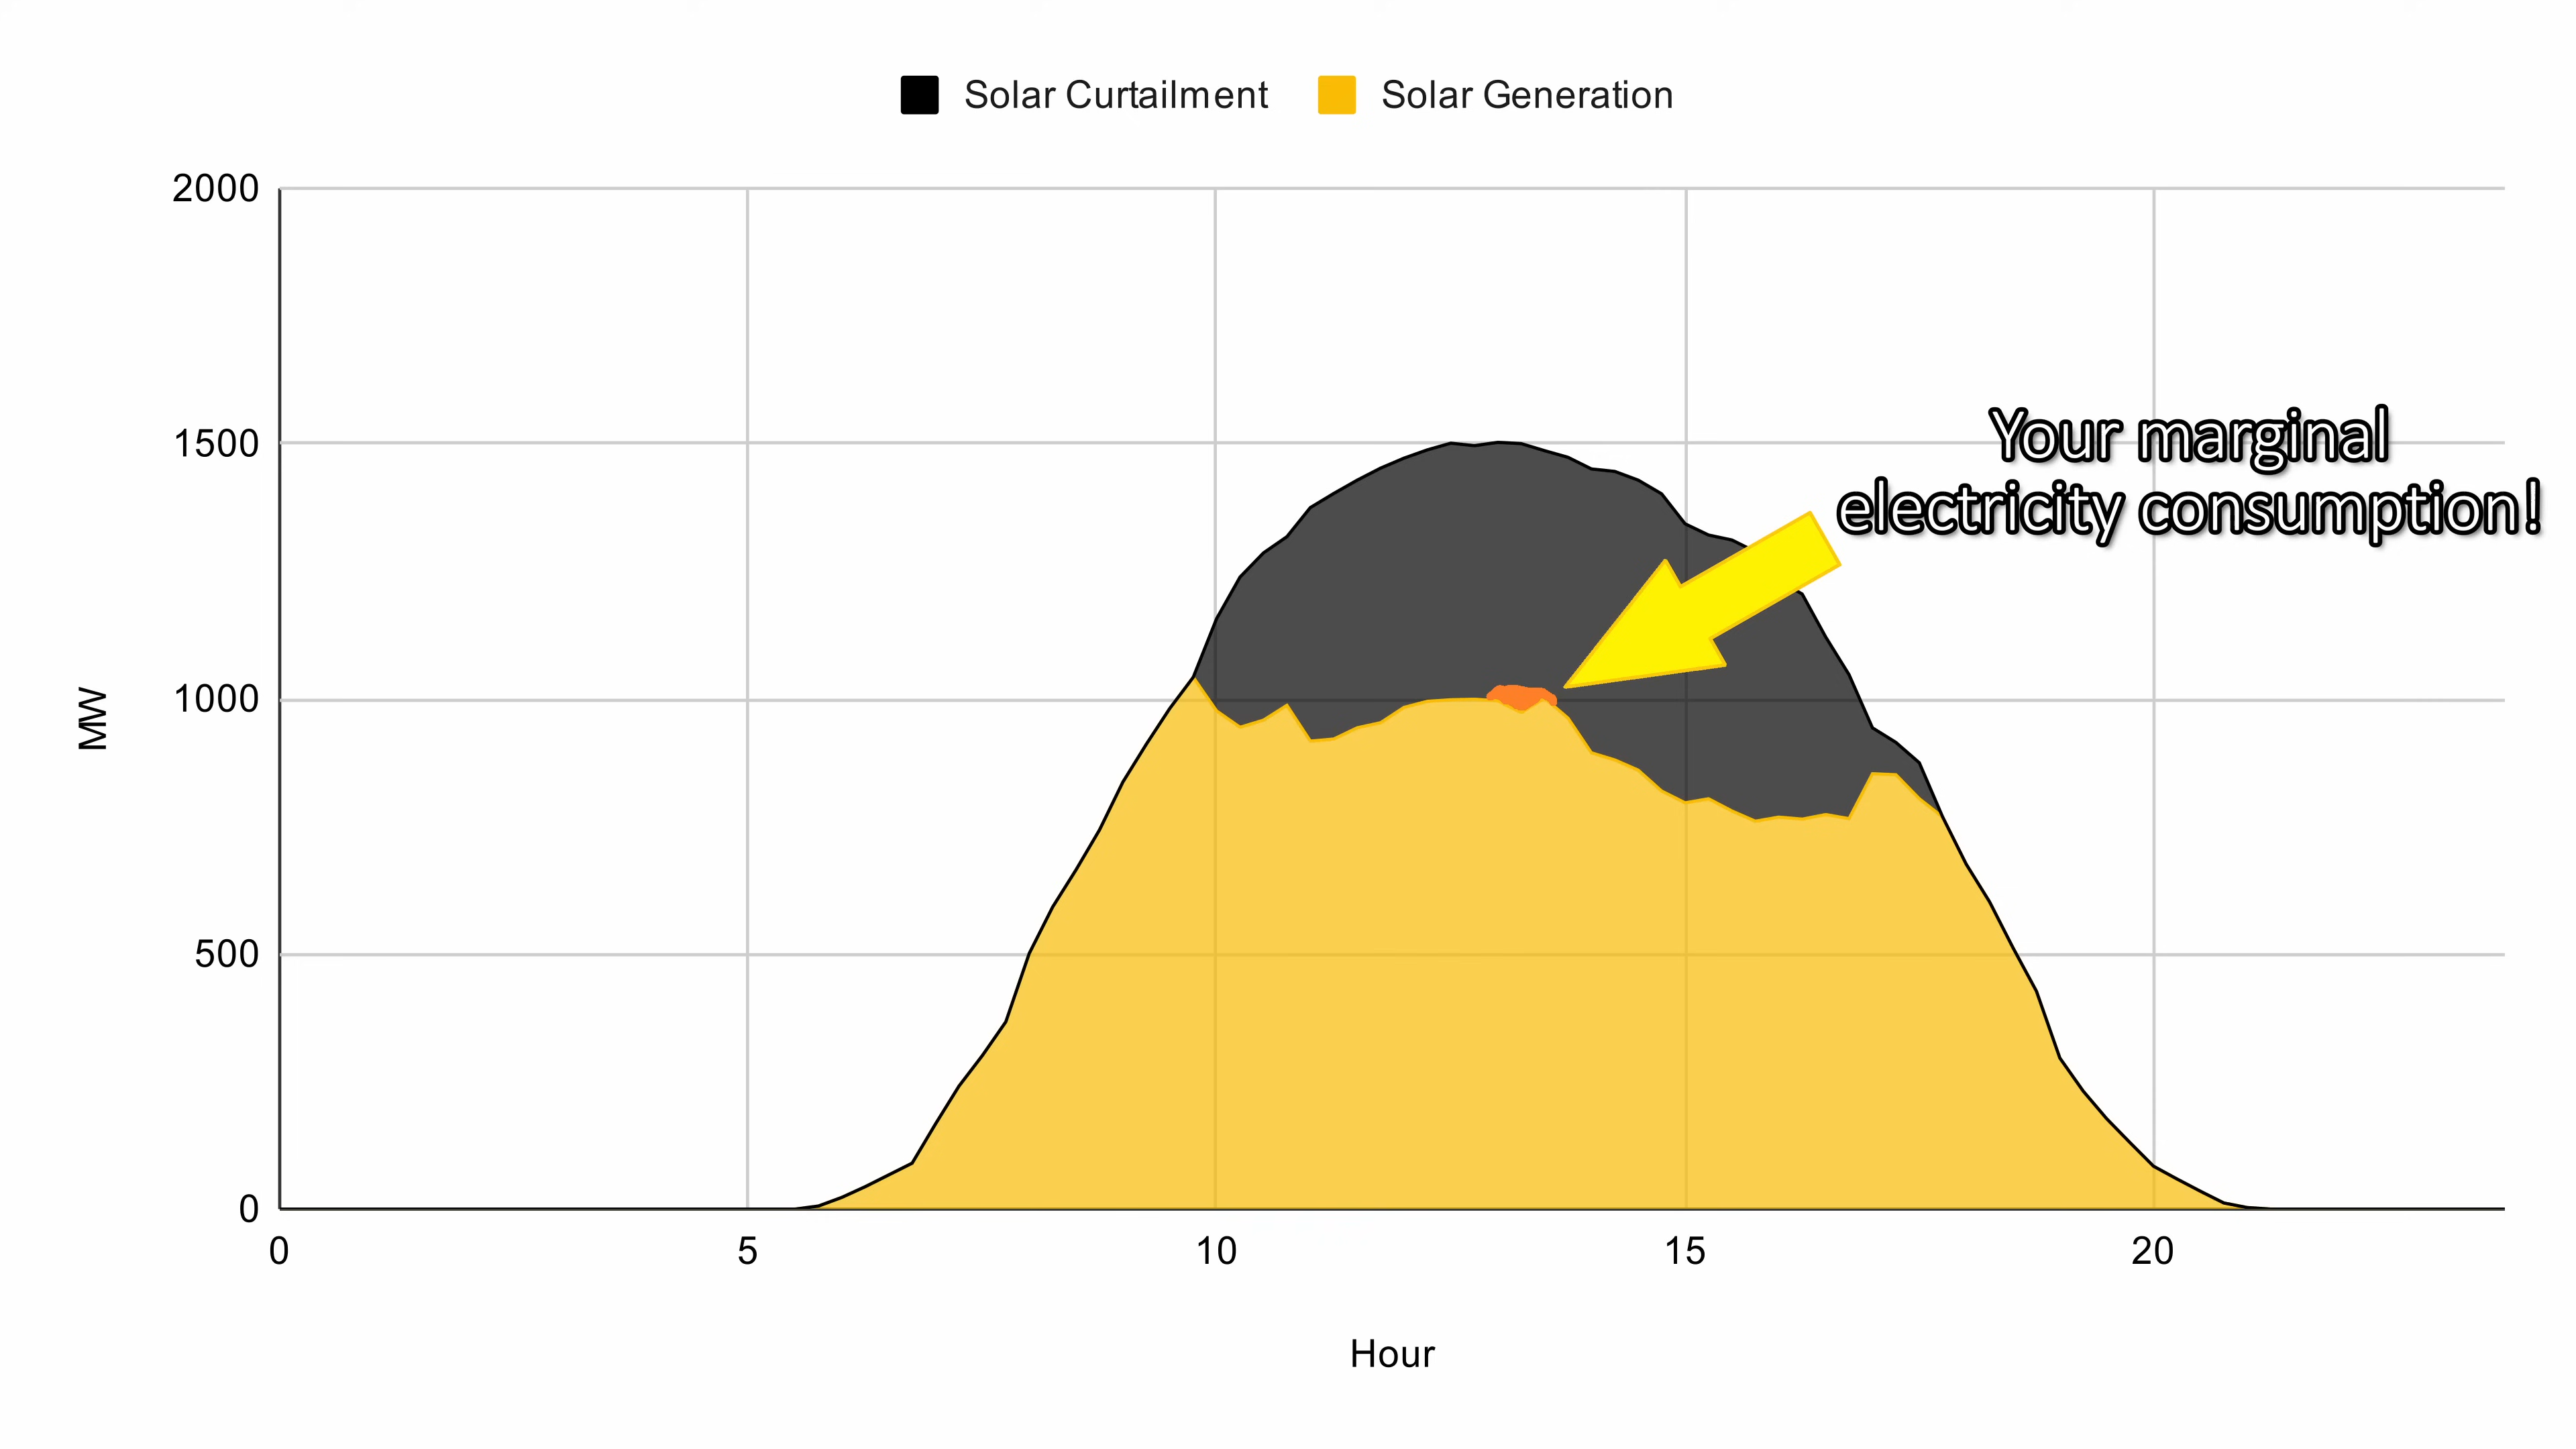 Solar Curtailment
Solar Generation
2000
1500
1000
500
0
MW
Your marginal
electricity consumption!
0
5
10
15
20
Hour